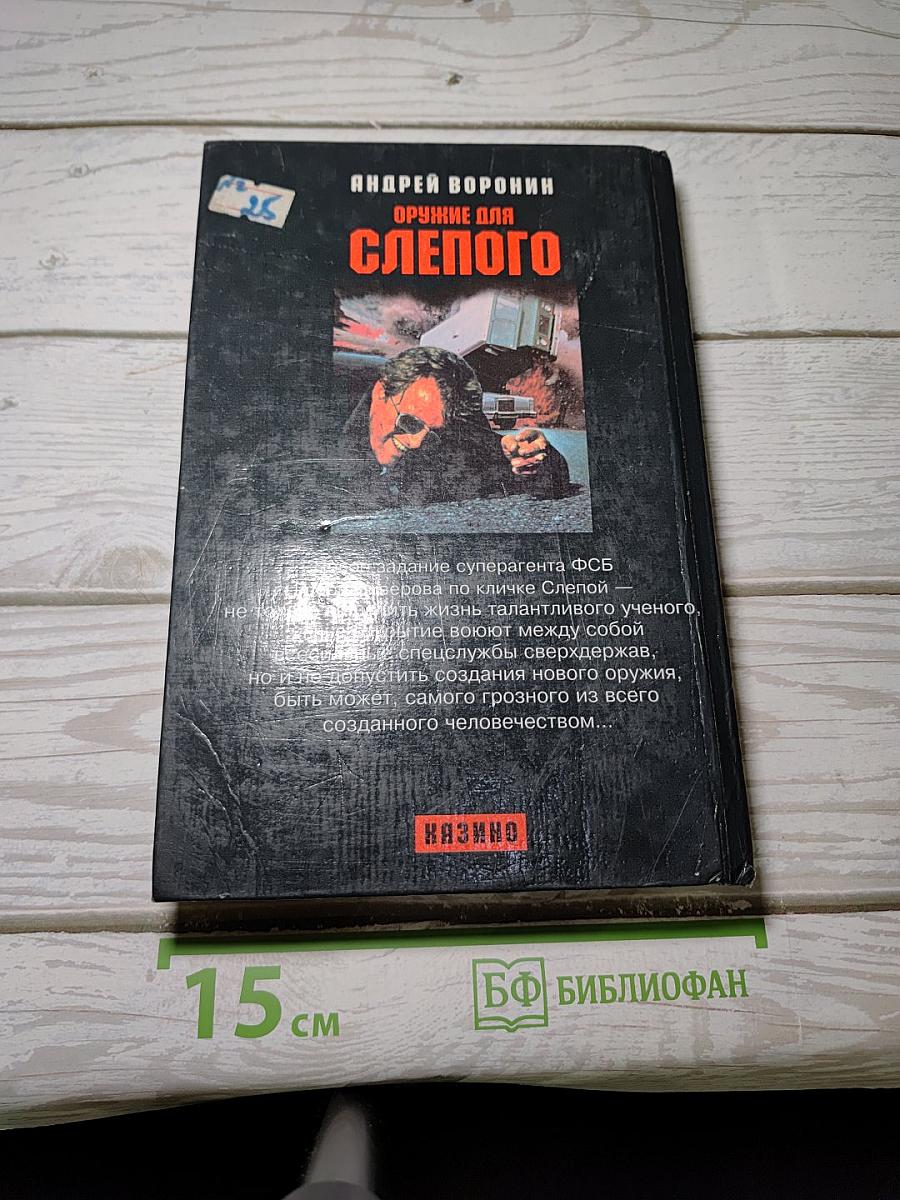 №2
25
АНДРЕЙ ВОРОНИН
ОРУЖИЕ ДЛЯ
СЛЕПОГО
задание суперагента ФСБ
по кличке Слепой —
не жизнь талантливого ученого,
воюют между собой
спецслужбы сверхдержав,
но и не допустить создания нового оружия,
быть может, самого грозного из всего
созданного человечеством...
КАЗИНО
15 см
БФ БИБЛИОФАН